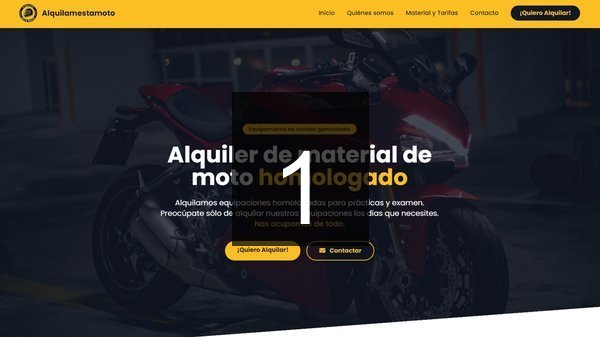 Alquilamestamoto
Inicio Quiénes somos Material y Tarifas Contacto ¡Quiero Alquilar!
Equipamiento de calidad garantizado
Alquiler de material de
moto homologado
1
Alquilamos equipaciones homologadas para prácticas y examen.
Preocúpate sólo de alquilar nuestras equipaciones los días que necesites.
Nos ocupamos de todo.
¡Quiero Alquilar! Contactar